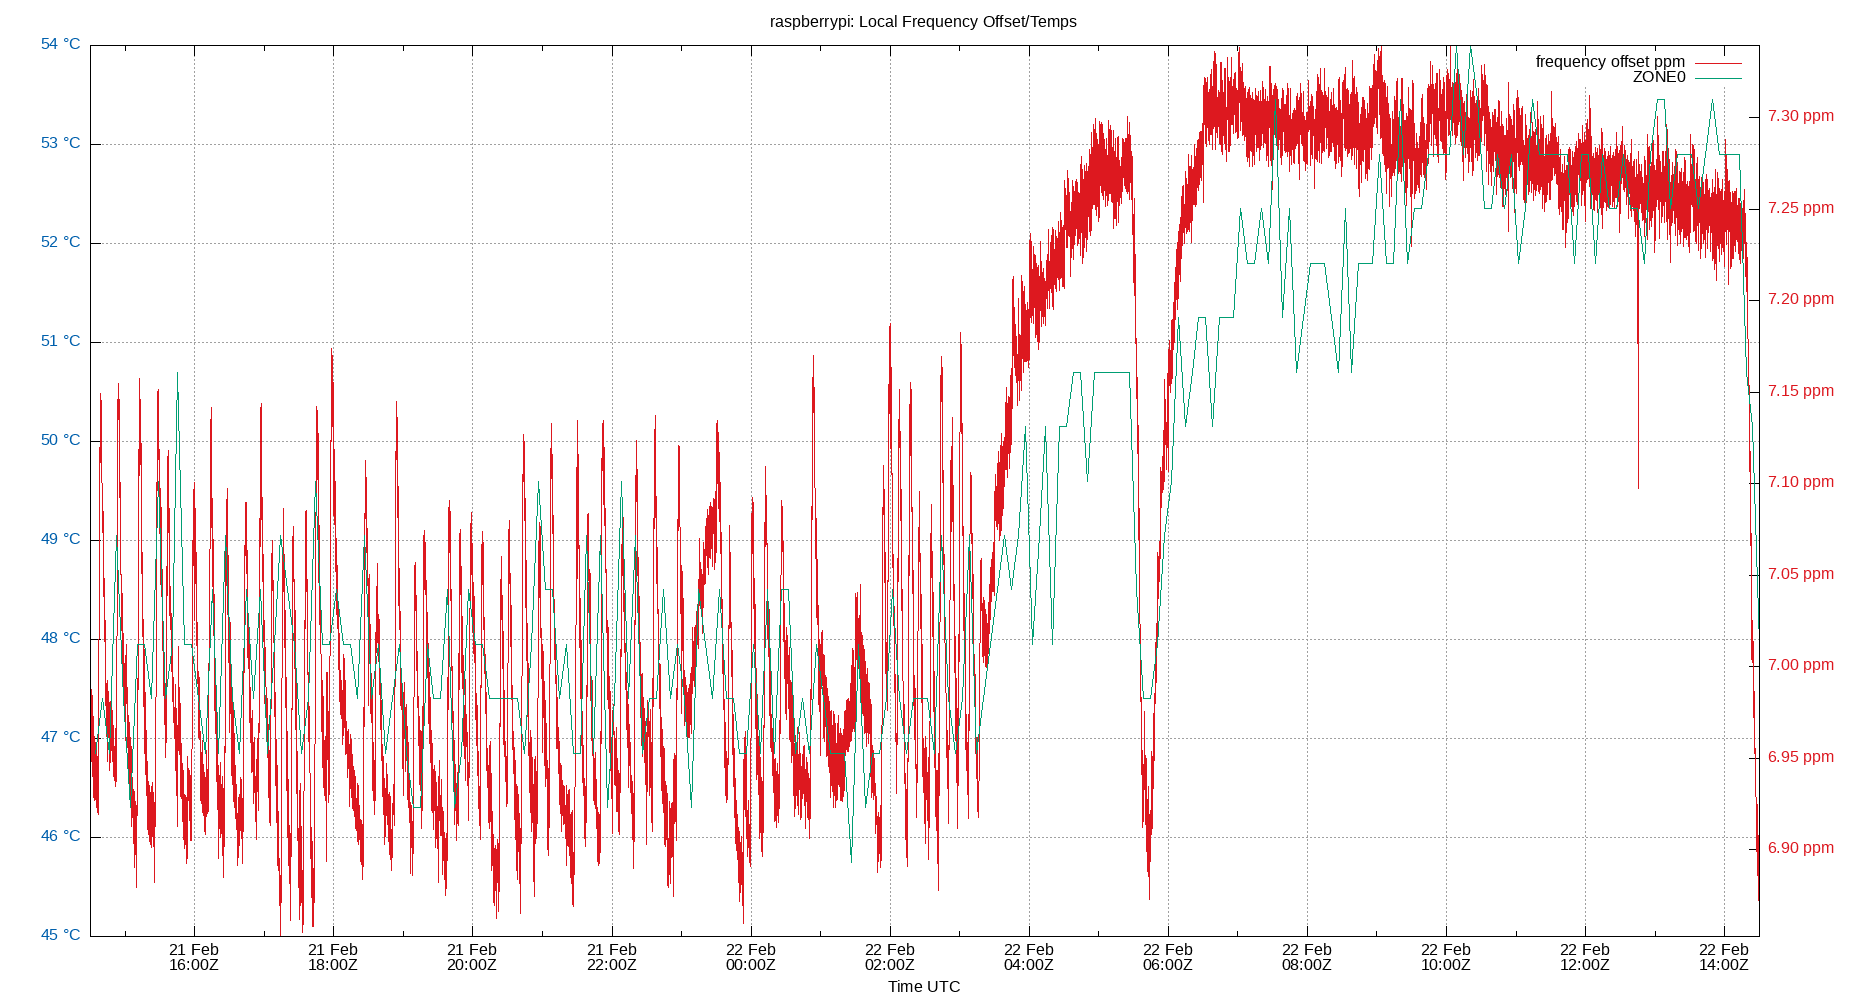 raspberrypi: Local Frequency Offset/Temps
54 °C
53 °C
52 °C
51 °C
50 °C
49 °C
48 °C
47 °C
46 °C
45 °C
frequency offset ppm
ZONE0
7.30 ppm
7.25 ppm
7.20 ppm
7.15 ppm
7.10 ppm
7.05 ppm
7.00 ppm
6.95 ppm
6.90 ppm
21 Feb
16:00Z
21 Feb
18:00Z
21 Feb
20:00Z
21 Feb
22:00Z
22 Feb
00:00Z
22 Feb
02:00Z
22 Feb
04:00Z
22 Feb
06:00Z
22 Feb
08:00Z
22 Feb
10:00Z
22 Feb
12:00Z
22 Feb
14:00Z
Time UTC